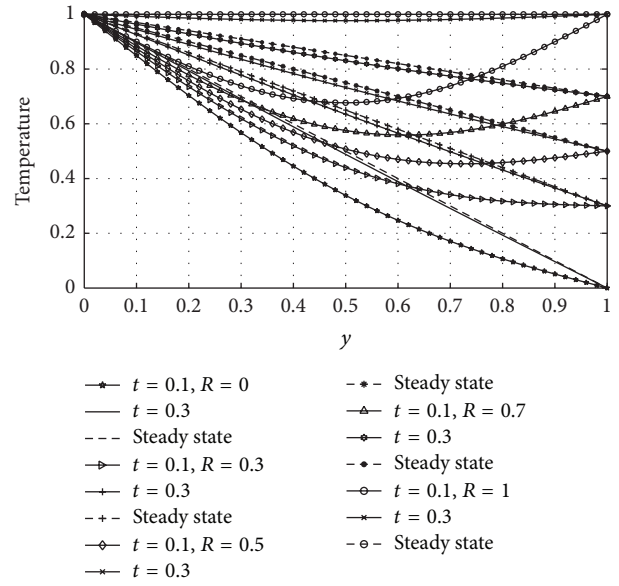 1
0.8
0.6
0.4
0.2
0
Temperature
0 0.1 0.2 0.3 0.4 0.5 0.6 0.7 0.8 0.9 1
y
t = 0.1, R = 0
t = 0.3
Steady state
t = 0.1, R = 0.3
t = 0.3
Steady state
t = 0.1, R = 0.5
t = 0.3
Steady state
t = 0.1, R = 0.7
t = 0.3
Steady state
t = 0.1, R = 1
t = 0.3
Steady state